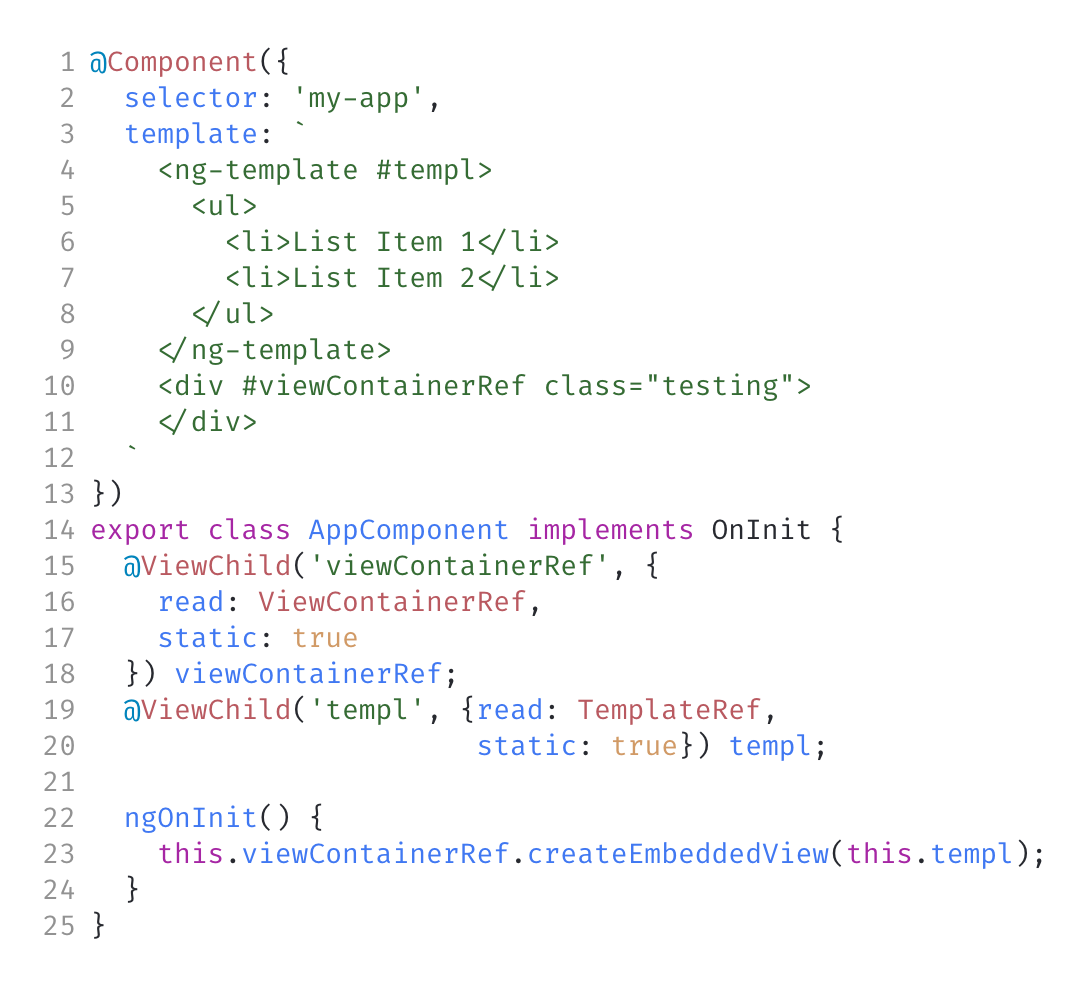 1 @Component({
2   selector: 'my-app',
3   template: `
4     <ng-template #templ>
5       <ul>
6         <li>List Item 1</li>
7         <li>List Item 2</li>
8       </ul>
9     </ng-template>
10     <div #viewContainerRef class="testing">
11     </div>
12   `
13 })
14 export class AppComponent implements OnInit {
15   @ViewChild('viewContainerRef', {
16     read: ViewContainerRef,
17     static: true
18   }) viewContainerRef;
19   @ViewChild('templ', {read: TemplateRef,
20                        static: true}) templ;
21
22   ngOnInit() {
23     this.viewContainerRef.createEmbeddedView(this.templ);
24   }
25 }